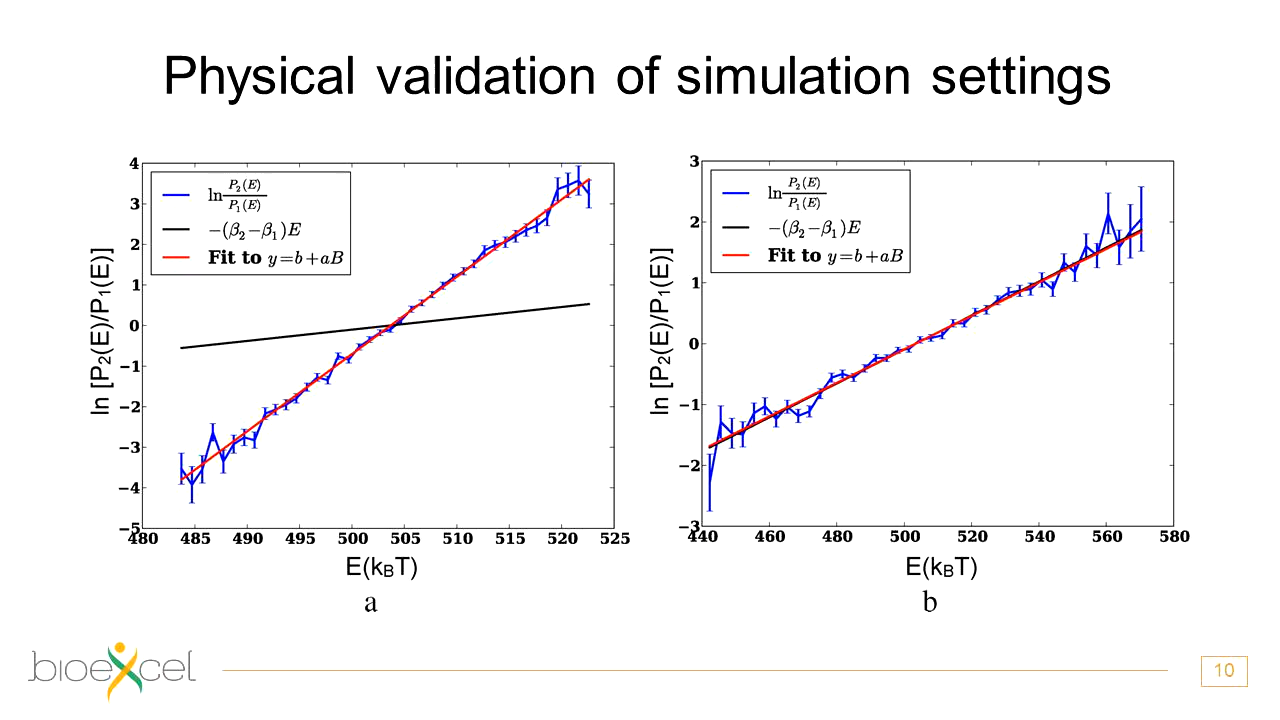 Physical validation of simulation settings
ln P₂(E)/P₁(E)
−(β₂−β₁)E
Fit to y=b+aB
4
3
2
1
0
−1
−2
−3
−4
−5
ln [P₂(E)/P₁(E)]
480 485 490 495 500 505 510 515 520 525
E(k_BT)
a
ln P₂(E)/P₁(E)
−(β₂−β₁)E
Fit to y=b+aB
3
2
1
0
−1
−2
−3
ln [P₂(E)/P₁(E)]
440 460 480 500 520 540 560 580
E(k_BT)
b
bioexcel
10